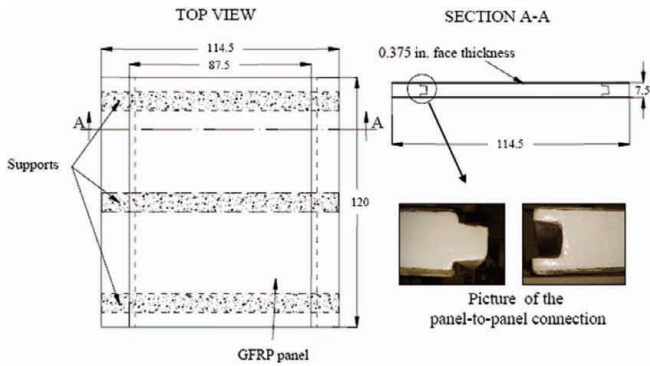 TOP VIEW
114.5
87.5
A
A
Supports
120
GFRP panel
SECTION A-A
0.375 in. face thickness
7.5
114.5
Picture of the
panel-to-panel connection